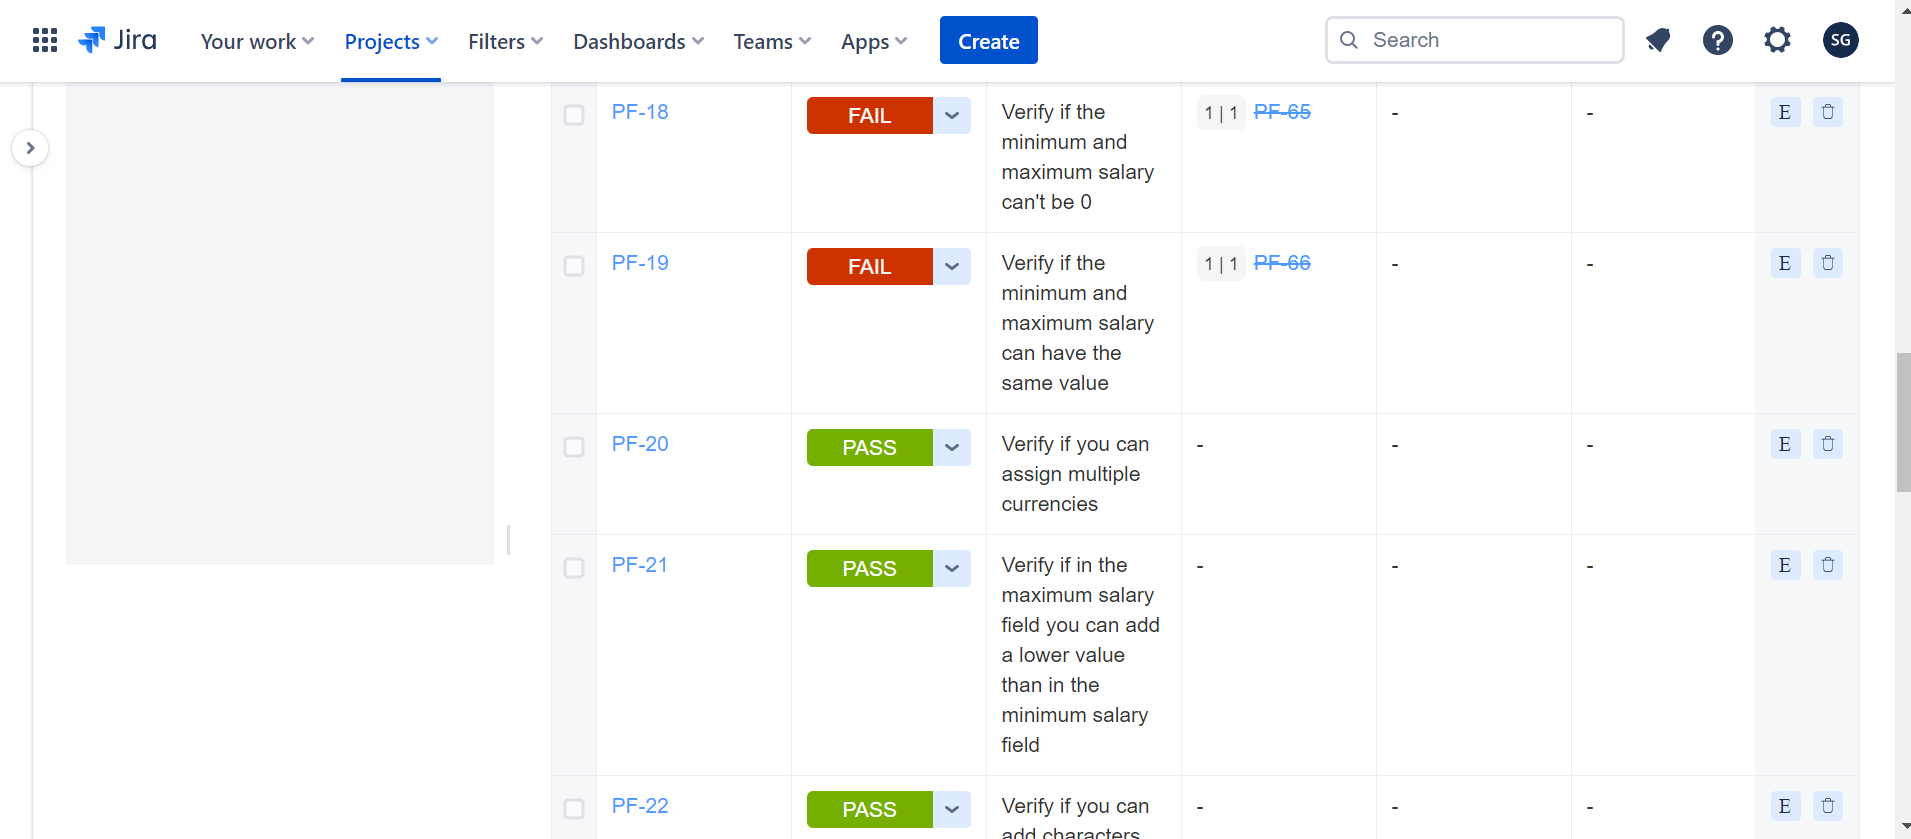 Jira Your work Projects Filters Dashboards Teams Apps Create Search SG
PF-18 FAIL Verify if the 1 | 1 PF-65 - - E
minimum and
maximum salary
can't be 0
PF-19 FAIL Verify if the 1 | 1 PF-66 - - E
minimum and
maximum salary
can have the
same value
PF-20 PASS Verify if you can - - - E
assign multiple
currencies
PF-21 PASS Verify if in the - - - E
maximum salary
field you can add
a lower value
than in the
minimum salary
field
PF-22 PASS Verify if you can - - - E
add characters